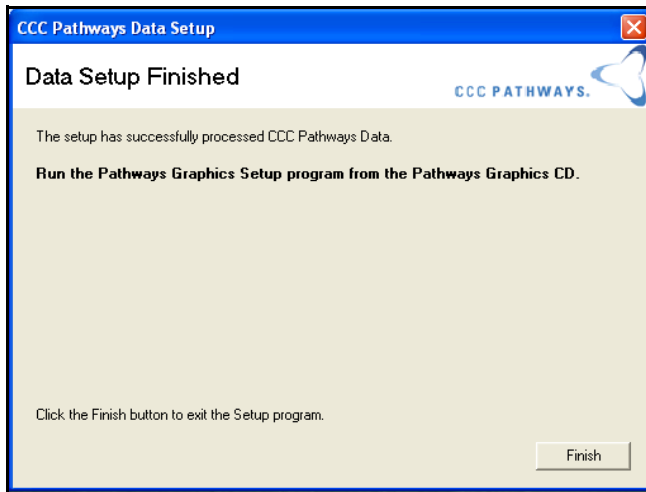 CCC Pathways Data Setup
Data Setup Finished
CCC PATHWAYS.
The setup has successfully processed CCC Pathways Data.
Run the Pathways Graphics Setup program from the Pathways Graphics CD.
Click the Finish button to exit the Setup program.
Finish